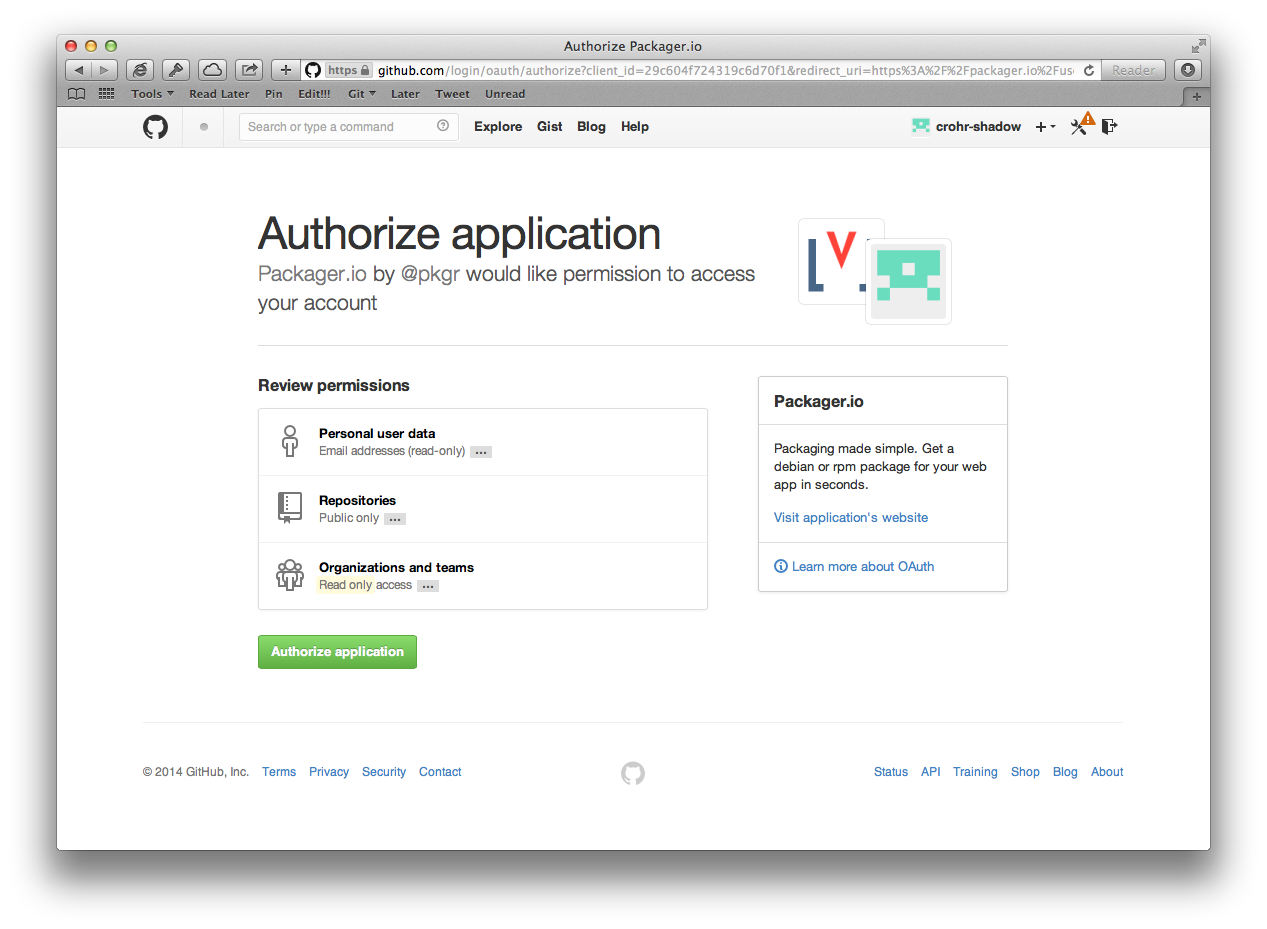 Authorize Packager.io
https github.com/login/oauth/authorize?client_id=29c604f724319c6d70f1&redirect_uri=https%3A%2F%2Fpackager.io%2Fus
Reader
Tools Read Later Pin Edit!!! Git Later Tweet Unread
Search or type a command
Explore Gist Blog Help
crohr-shadow
Authorize application
Packager.io by @pkgr would like permission to access
your account
Review permissions
Personal user data
Email addresses (read-only) ...
Repositories
Public only ...
Organizations and teams
Read only access ...
Authorize application
Packager.io
Packaging made simple. Get a
debian or rpm package for your web
app in seconds.
Visit application's website
Learn more about OAuth
© 2014 GitHub, Inc. Terms Privacy Security Contact
Status API Training Shop Blog About